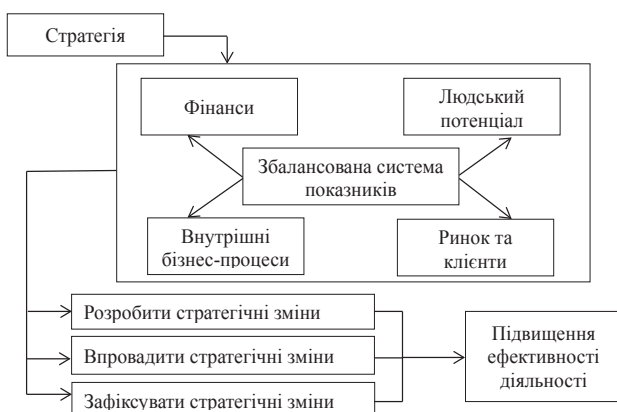 Стратегія
Фінанси
Людський
потенціал
Збалансована система
показників
Внутрішні
бізнес-процеси
Ринок та
клієнти
Розробити стратегічні зміни
Впровадити стратегічні зміни
Зафіксувати стратегічні зміни
Підвищення
ефективності
діяльності